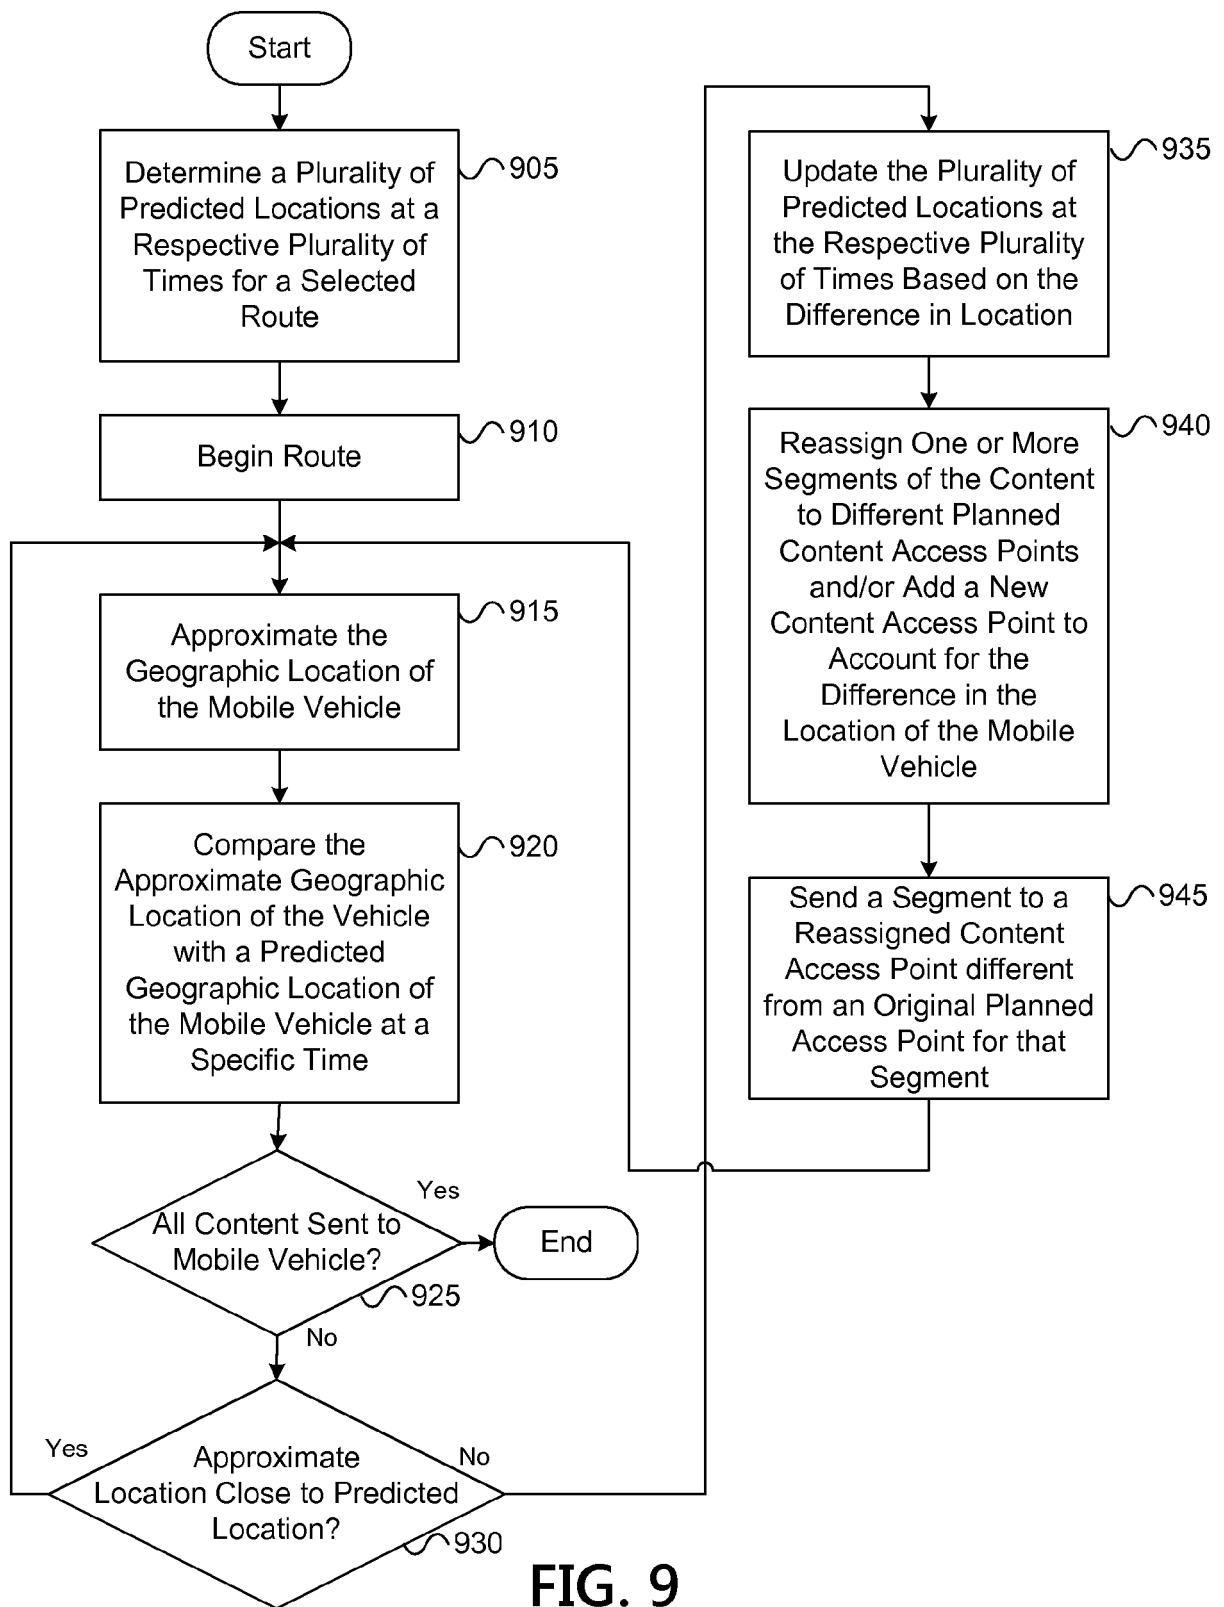 Start
Determine a Plurality of
Predicted Locations at a
Respective Plurality of
Times for a Selected
Route
905
Begin Route
910
Approximate the
Geographic Location of
the Mobile Vehicle
915
Compare the
Approximate Geographic
Location of the Vehicle
with a Predicted
Geographic Location of
the Mobile Vehicle at a
Specific Time
920
All Content Sent to
Mobile Vehicle?
Yes
End
925
No
Approximate
Location Close to Predicted
Location?
Yes
No
930
Update the Plurality of
Predicted Locations at
the Respective Plurality
of Times Based on the
Difference in Location
935
Reassign One or More
Segments of the Content
to Different Planned
Content Access Points
and/or Add a New
Content Access Point to
Account for the
Difference in the
Location of the Mobile
Vehicle
940
Send a Segment to a
Reassigned Content
Access Point different
from an Original Planned
Access Point for that
Segment
945
FIG. 9